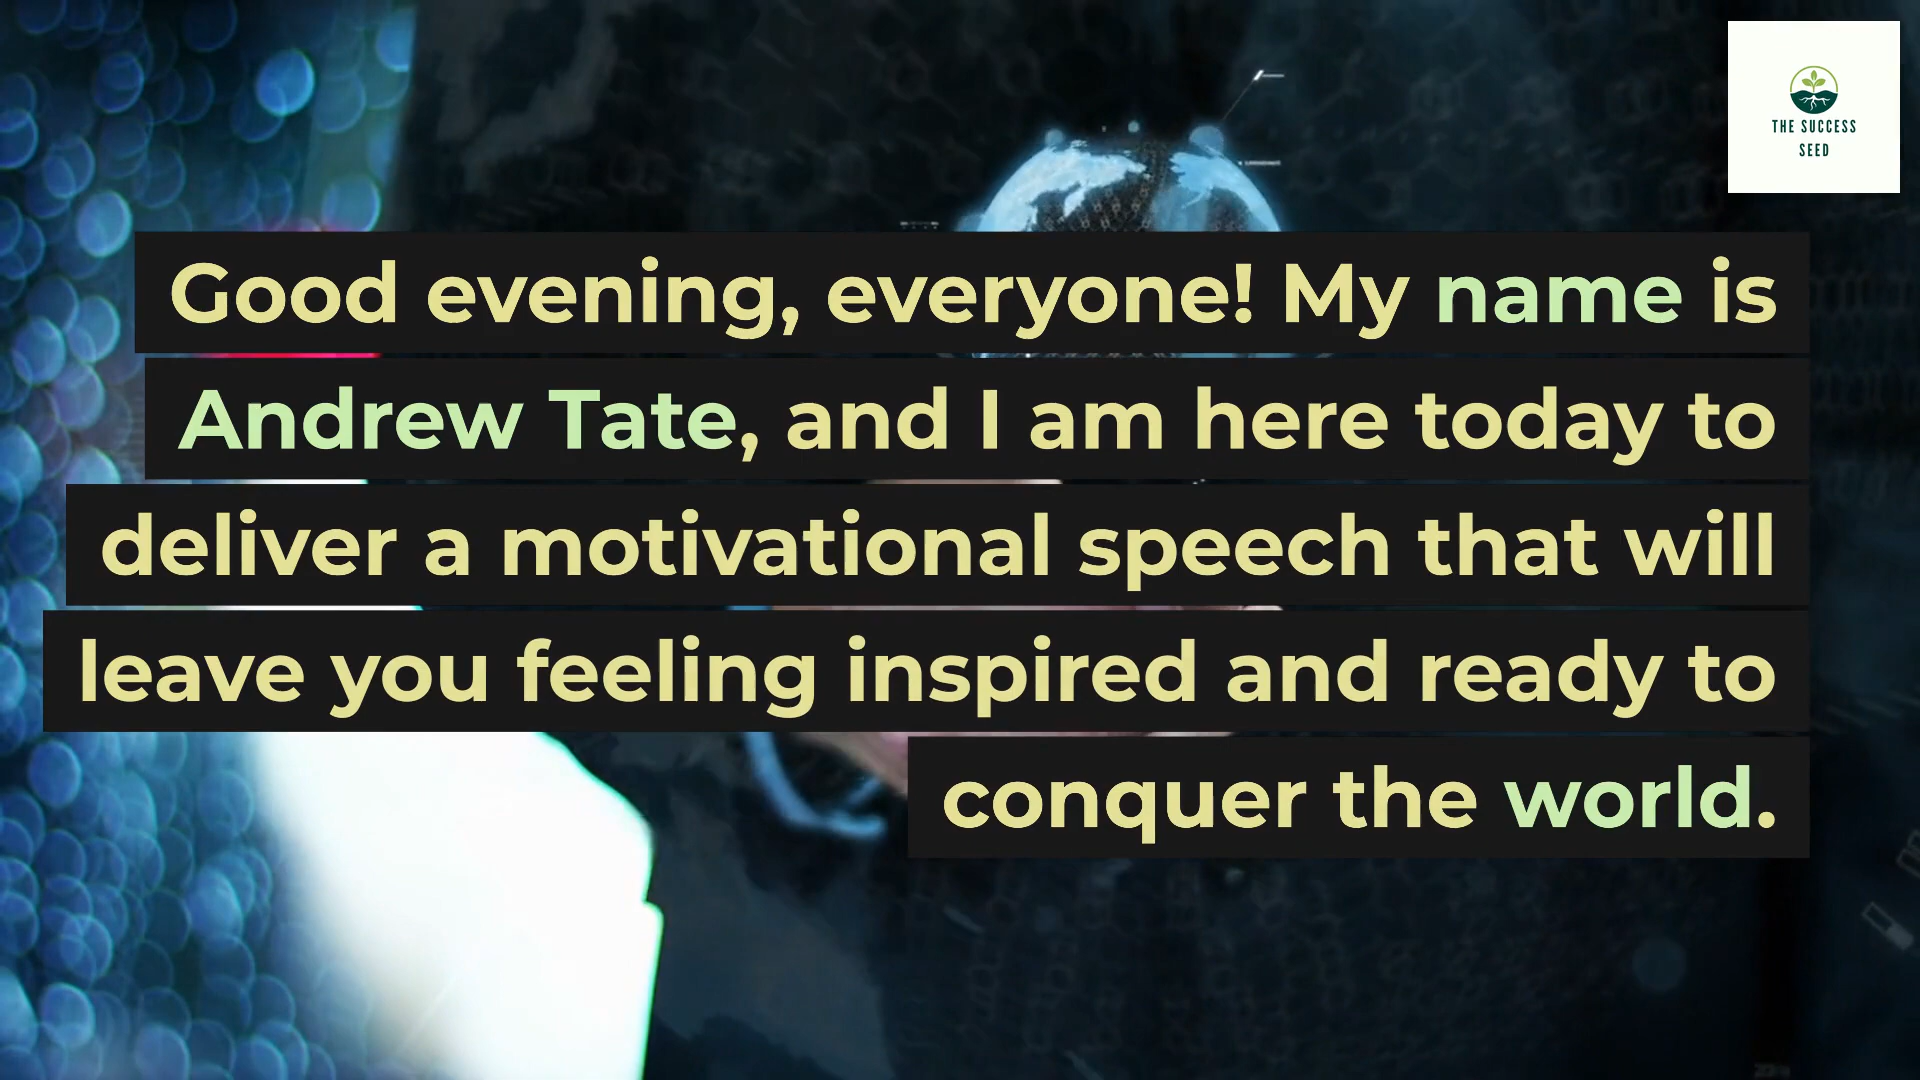 THE SUCCESS
SEED
Good evening, everyone! My name is
Andrew Tate, and I am here today to
deliver a motivational speech that will
leave you feeling inspired and ready to
conquer the world.